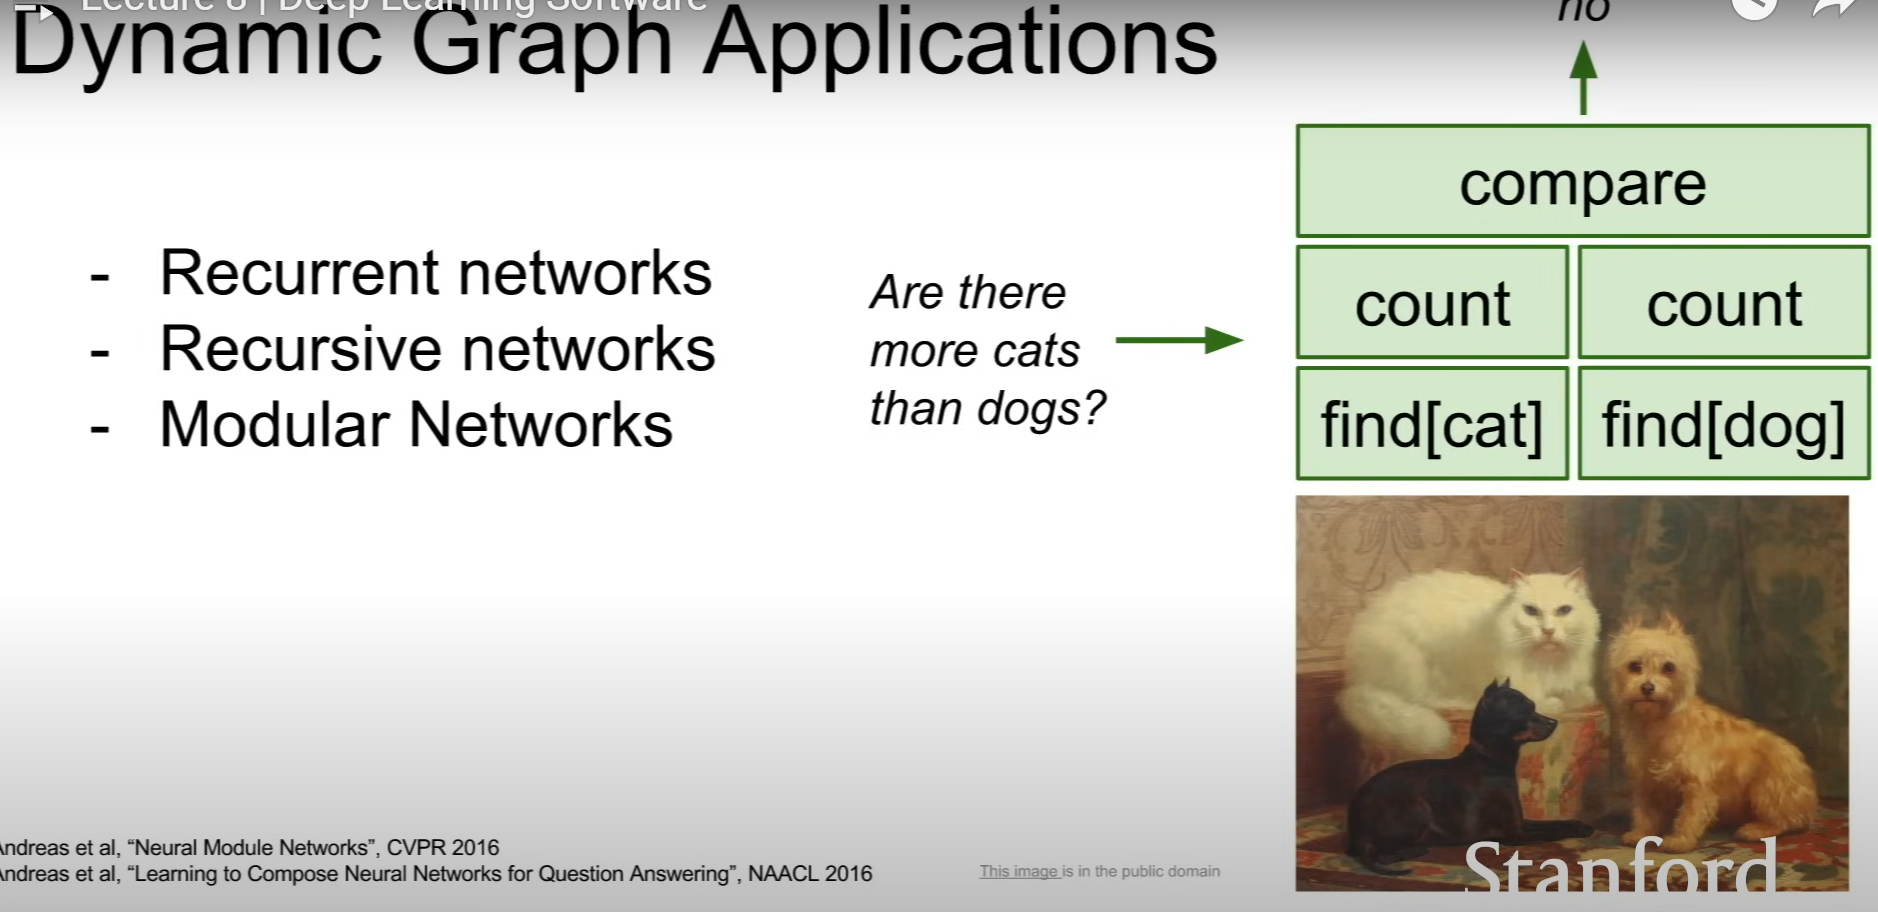 Lecture 8 | Deep Learning Software
Dynamic Graph Applications
no
compare
count count
find[cat] find[dog]
- Recurrent networks
- Recursive networks
- Modular Networks
Are there
more cats
than dogs?
Andreas et al, “Neural Module Networks”, CVPR 2016
Andreas et al, “Learning to Compose Neural Networks for Question Answering”, NAACL 2016
This image is in the public domain
Stanford